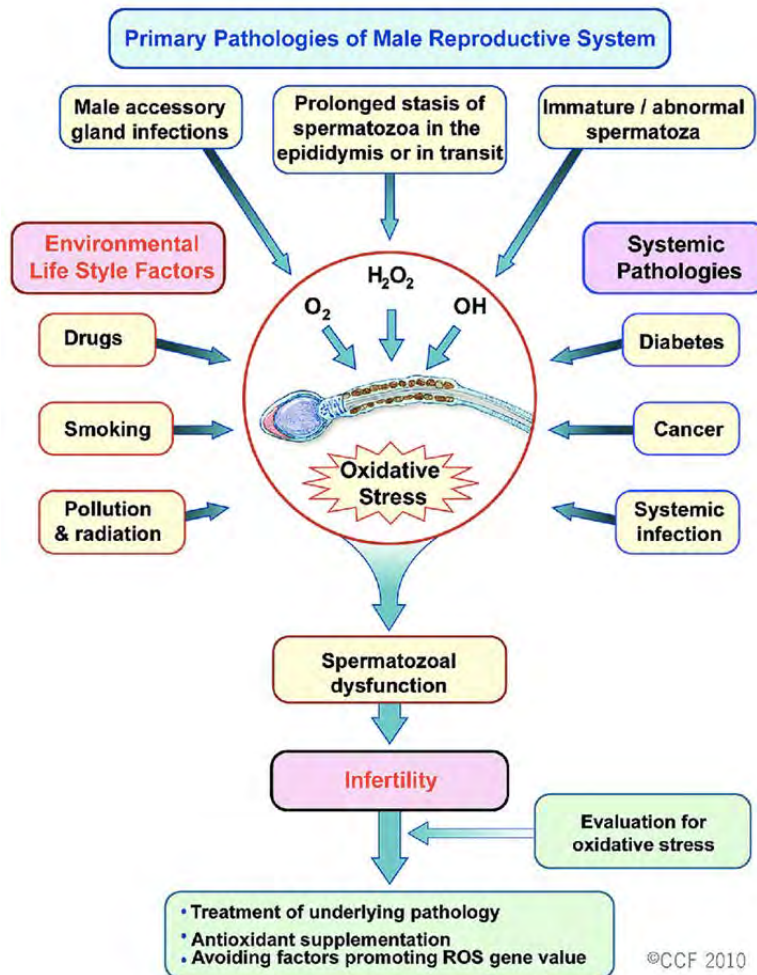 Primary Pathologies of Male Reproductive System
Male accessory
gland infections
Prolonged stasis of
spermatozoa in the
epididymis or in transit
Immature / abnormal
spermatoza
Environmental
Life Style Factors
Systemic
Pathologies
O₂
H₂O₂
OH
Drugs
Smoking
Pollution
& radiation
Diabetes
Cancer
Systemic
infection
Oxidative
Stress
Spermatozoal
dysfunction
Infertility
Evaluation for
oxidative stress
• Treatment of underlying pathology
• Antioxidant supplementation
• Avoiding factors promoting ROS gene value
©CCF 2010